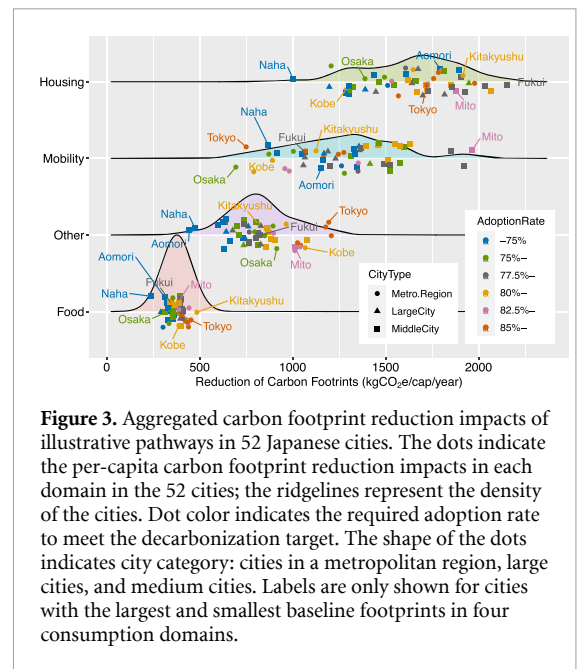 Naha
Osaka
Aomori
Kitakyushu
Housing
Fukui
Kobe
Tokyo
Mito
Naha
Tokyo
Fukui
Kitakyushu
Mito
Mobility
Kobe
Osaka
Aomori
Naha
Kitakyushu
Tokyo
Other
Fukui
Aomori
Osaka
Kobe
Mito
Aomori
Fukui
Mito
Naha
Kitakyushu
Food
Osaka
Tokyo
Kobe
CityType
Metro.Region
LargeCity
MiddleCity
AdoptionRate
–75%
75%–
77.5%–
80%–
82.5%–
85%–
0 500 1000 1500 2000
Reduction of Carbon Footrints (kgCO₂e/cap/year)
Figure 3. Aggregated carbon footprint reduction impacts of
illustrative pathways in 52 Japanese cities. The dots indicate
the per-capita carbon footprint reduction impacts in each
domain in the 52 cities; the ridgelines represent the density
of the cities. Dot color indicates the required adoption rate
to meet the decarbonization target. The shape of the dots
indicates city category: cities in a metropolitan region, large
cities, and medium cities. Labels are only shown for cities
with the largest and smallest baseline footprints in four
consumption domains.